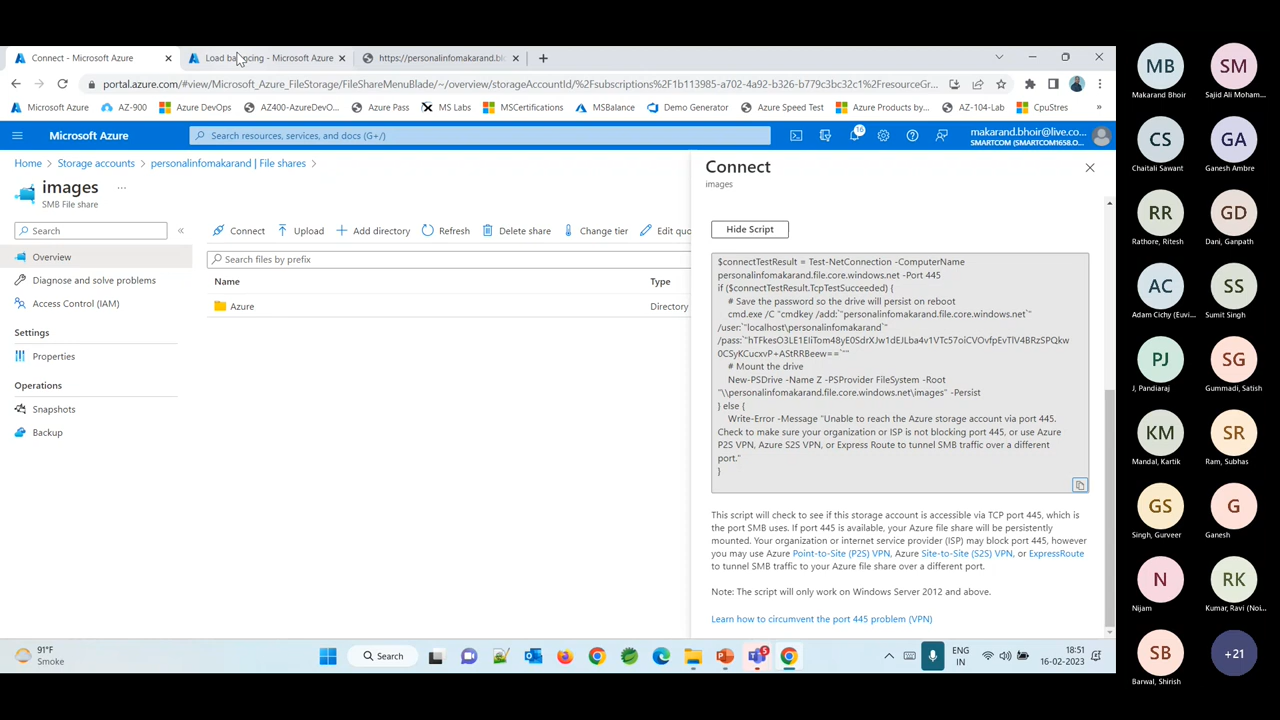 Connect - Microsoft Azure
Load balancing - Microsoft Azure
https://personalinfomakarand.bl
portal.azure.com/#view/Microsoft_Azure_FileStorage/FileShareMenuBlade/~/overview/storageAccountId/%2Fsubscriptions%2F1b113985-a702-4a92-b326-b779c3bc32c1%2FresourceGr...
Microsoft Azure
AZ-900
Azure DevOps
AZ400-AzureDevO...
Azure Pass
MS Labs
MSCertifications
MSBalance
Demo Generator
Azure Speed Test
Azure Products by...
AZ-104-Lab
CpuStres
»
Microsoft Azure
Search resources, services, and docs (G+/)
16
makarand.bhoir@live.co...
SMARTCOM (SMARTCOM1658.O...
Home > Storage accounts > personalinfomakarand | File shares >
images
...
SMB File share
Search
«
Overview
Diagnose and solve problems
Access Control (IAM)
Settings
Properties
Operations
Snapshots
Backup
Connect
Upload
Add directory
Refresh
Delete share
Change tier
Edit quo
Search files by prefix
Name
Type
Azure
Directory
Connect
images
Hide Script
$connectTestResult = Test-NetConnection -ComputerName
personalinfomakarand.file.core.windows.net -Port 445
if ($connectTestResult.TcpTestSucceeded) {
# Save the password so the drive will persist on reboot
cmd.exe /C "cmdkey /add:`"personalinfomakarand.file.core.windows.net`"
/user:`"localhost\personalinfomakarand`"
# Mount the drive
New-PSDrive -Name Z -PSProvider FileSystem -Root
"\\personalinfomakarand.file.core.windows.net\images" -Persist
} else {
Write-Error -Message "Unable to reach the Azure storage account via port 445.
Check to make sure your organization or ISP is not blocking port 445, or use Azure
P2S VPN, Azure S2S VPN, or Express Route to tunnel SMB traffic over a different
port."
}
This script will check to see if this storage account is accessible via TCP port 445, which is
the port SMB uses. If port 445 is available, your Azure file share will be persistently
mounted. Your organization or internet service provider (ISP) may block port 445, however
you may use Azure Point-to-Site (P2S) VPN, Azure Site-to-Site (S2S) VPN, or ExpressRoute
to tunnel SMB traffic to your Azure file share over a different port.
Note: The script will only work on Windows Server 2012 and above.
Learn how to circumvent the port 445 problem (VPN)
91°F
Smoke
Search
5
ENG
IN
18:51
16-02-2023
MB
Makarand Bhoir
SM
Sajid Ali Moham...
CS
Chaitali Sawant
GA
Ganesh Ambre
RR
Rathore, Ritesh
GD
Dani, Ganpath
AC
Adam Cichy (Euvi...
SS
Sumit Singh
PJ
J, Pandiaraj
SG
Gummadi, Satish
KM
Mandal, Kartik
SR
Ram, Subhas
GS
Singh, Gurveer
G
Ganesh
N
Nijam
RK
Kumar, Ravi (Noi...
SB
Barwal, Shirish
+21